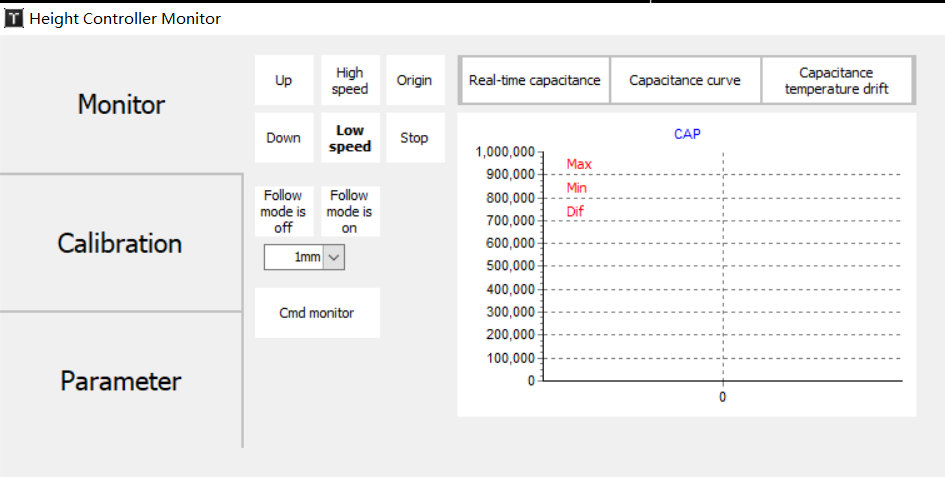 Height Controller Monitor
Monitor
Calibration
Parameter
Up
High
speed
Origin
Down
Low
speed
Stop
Follow
mode is
off
Follow
mode is
on
1mm
Cmd monitor
Real-time capacitance
Capacitance curve
Capacitance
temperature drift
CAP
1,000,000
900,000
800,000
700,000
600,000
500,000
400,000
300,000
200,000
100,000
0
Max
Min
Dif
0